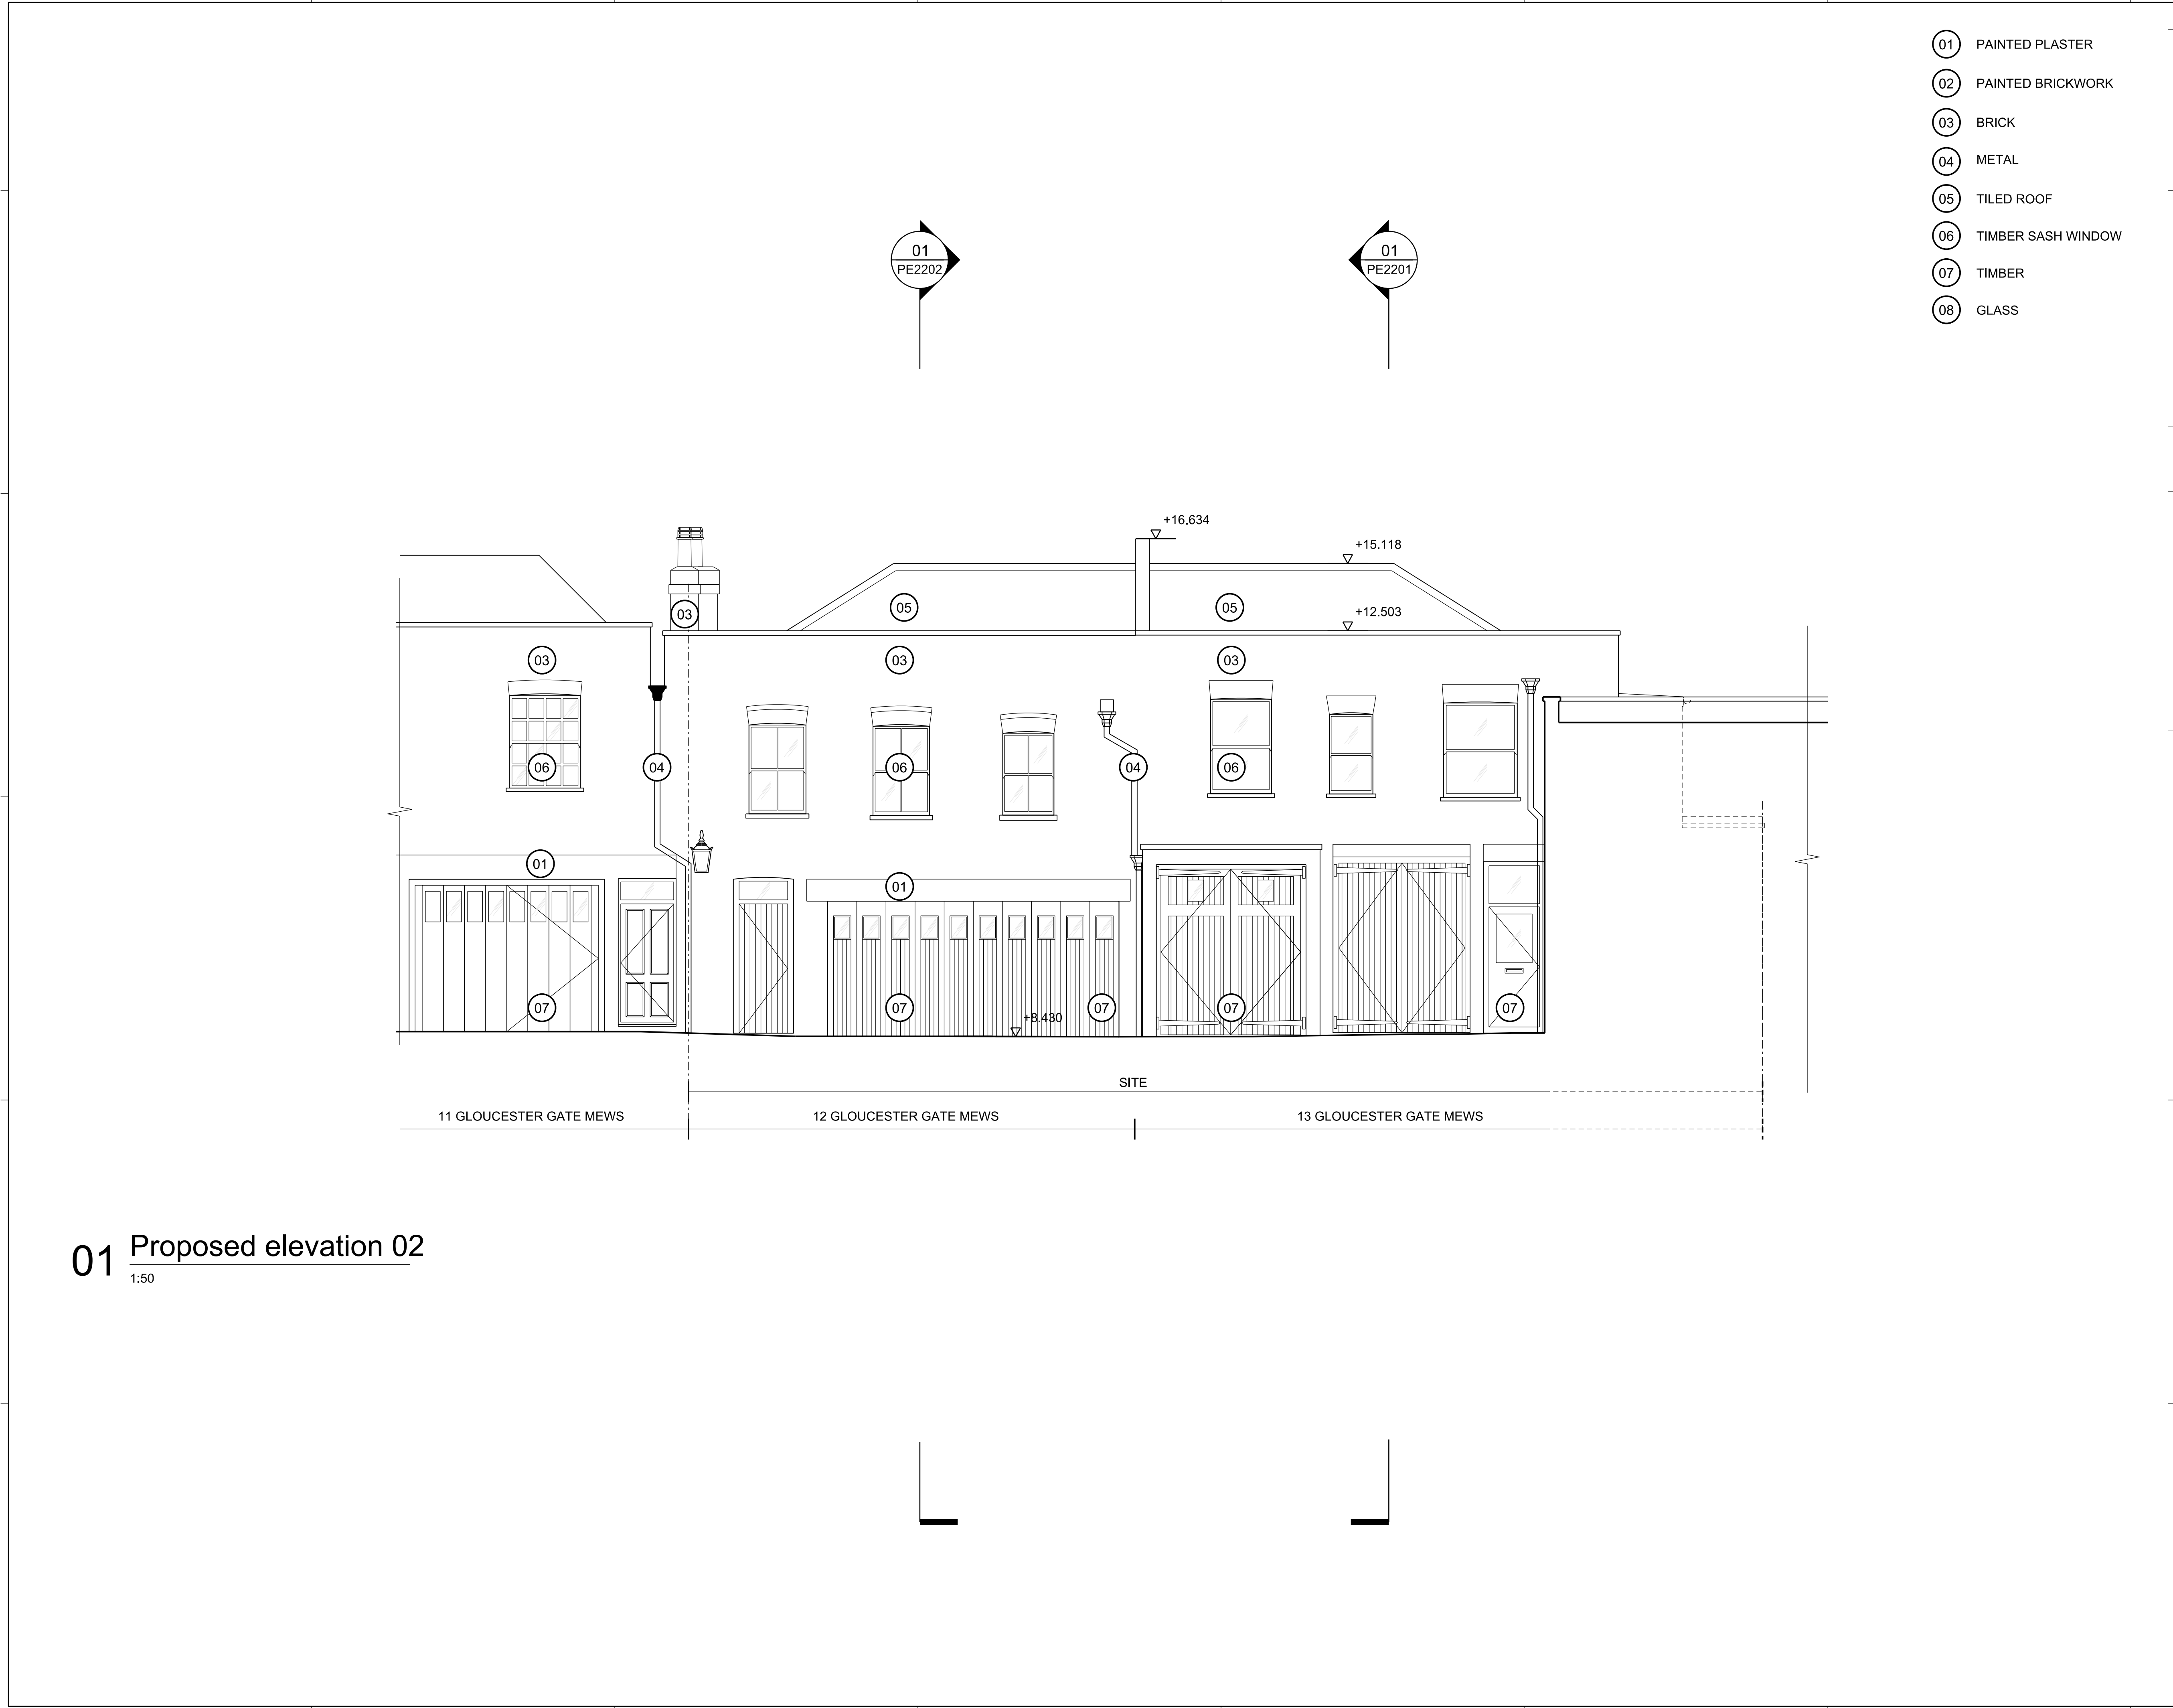 01 PAINTED PLASTER
02 PAINTED BRICKWORK
03 BRICK
04 METAL
05 TILED ROOF
06 TIMBER SASH WINDOW
07 TIMBER
08 GLASS
01
PE2202
01
PE2201
+16.634
+15.118
+12.503
03
05
05
03
03
03
06
04
06
04
06
01
01
07
07
07
07
07
+8.430
SITE
11 GLOUCESTER GATE MEWS
12 GLOUCESTER GATE MEWS
13 GLOUCESTER GATE MEWS
01 Proposed elevation 02
1:50